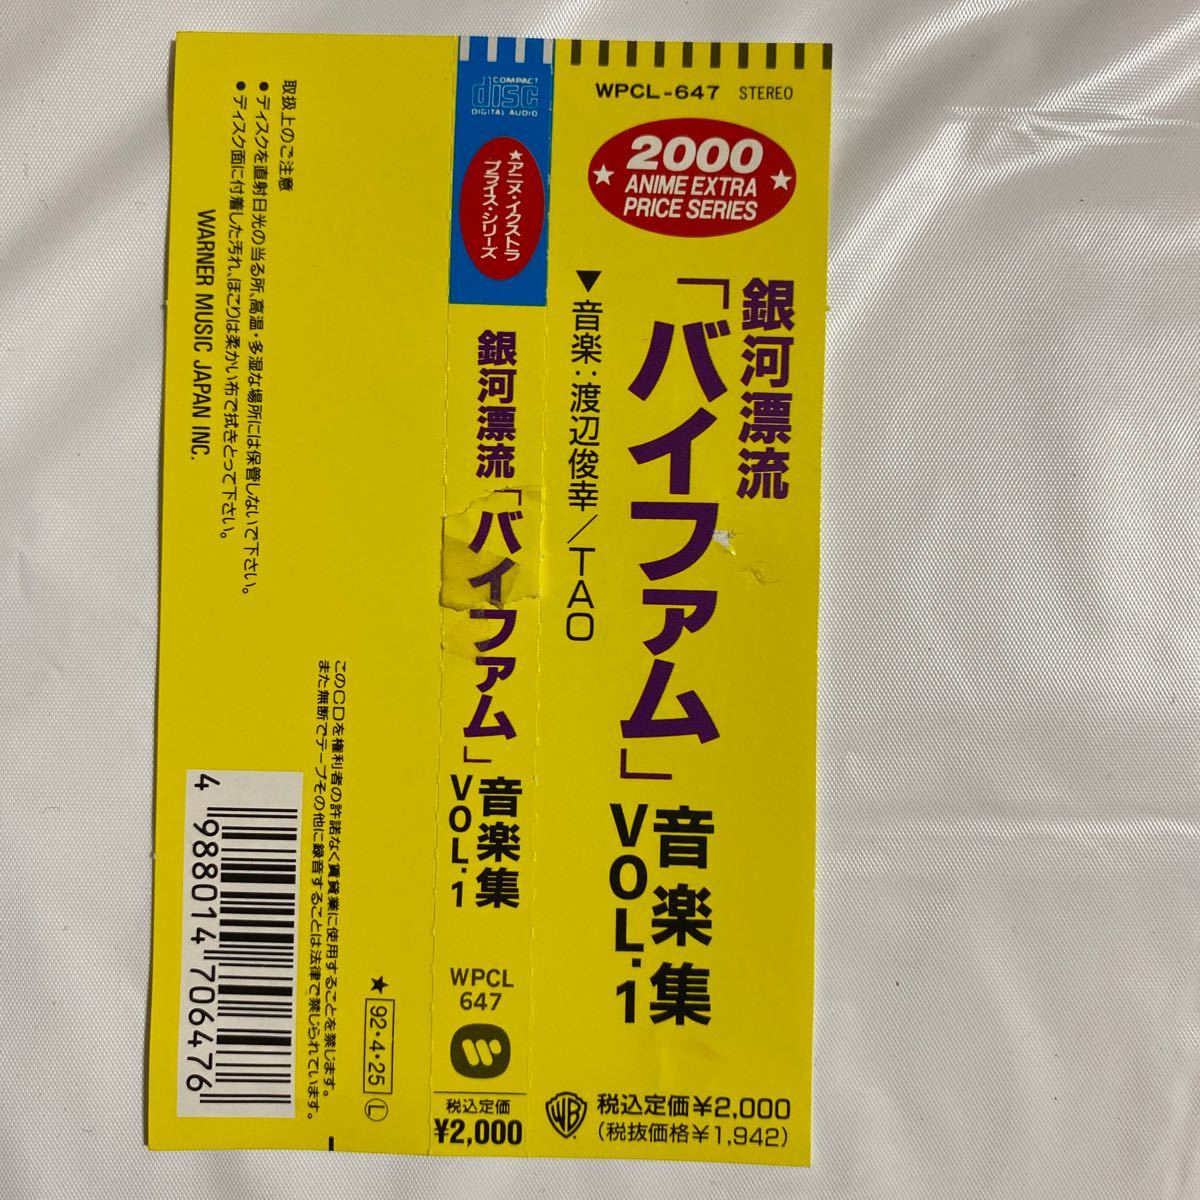 WPCL-647 STEREO
2000
★ ANIME EXTRA ★
PRICE SERIES
銀河漂流
「バイファム」音楽集
VOL.1
▼音楽:渡辺俊幸/TAO
税込定価¥2,000
(税抜価格¥1,942)
COMPACT
disc
DIGITAL AUDIO
★アニメ・イクストラ
プライス・シリーズ
銀河漂流「バイファム」音楽集
VOL.1
WPCL
647
税込定価
¥2,000
取扱上のご注意
●ディスクを直射日光の当る所、高温・多湿な場所には保管しないで下さい。
●ディスク面に付着した汚れ、ほこりは柔かい布で拭きとって下さい。
WARNER MUSIC JAPAN INC.
このCDを権利者の許諾なく賃貸業に使用することを禁じます。
また無断でテープその他に録音することは法律で禁じられています。
★ 92・4・25 Ⓛ
4 988014 706476
WB